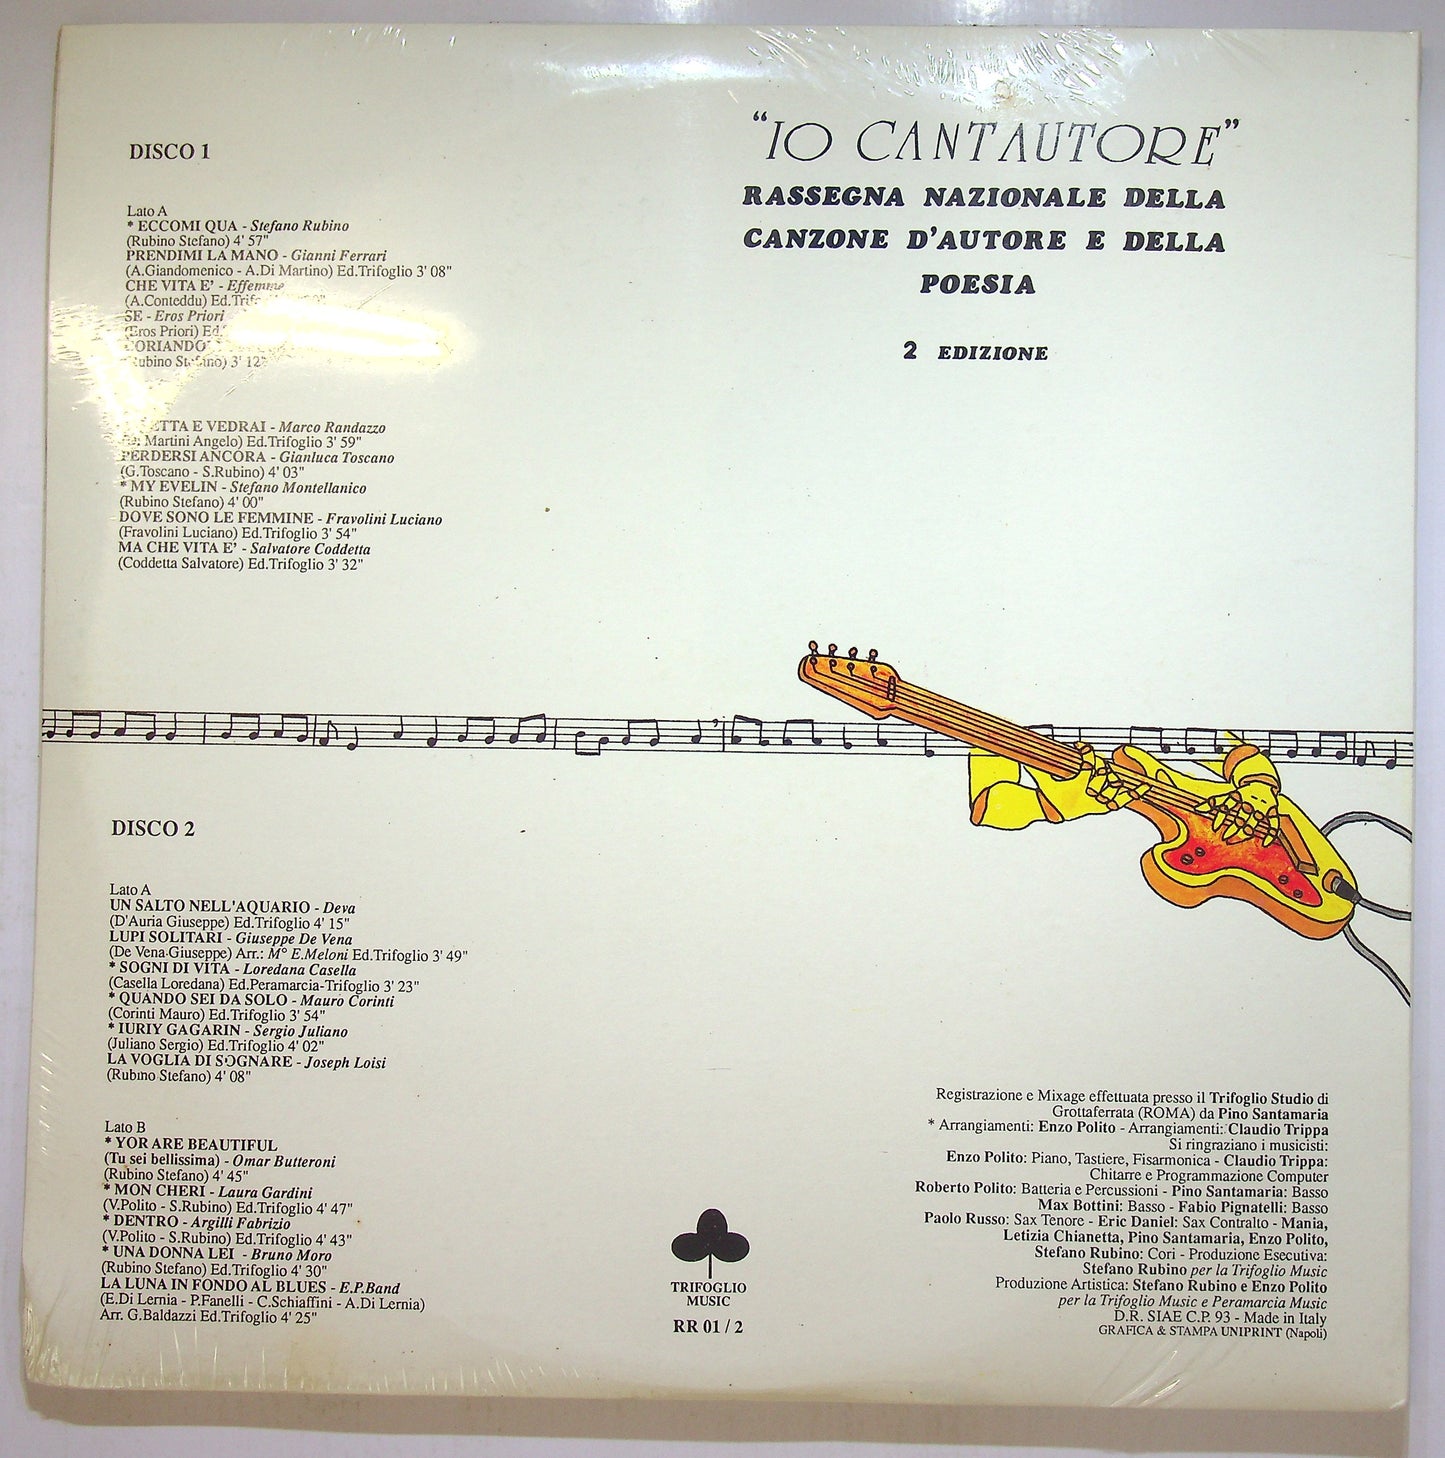 "IO CANTAUTORE"
RASSEGNA NAZIONALE DELLA
CANZONE D'AUTORE E DELLA
POESIA
2 EDIZIONE
DISCO 1
Lato A
* ECCOMI QUA - Stefano Rubino
(Rubino Stefano) 4' 57"
PRENDIMI LA MANO - Gianni Ferrari
(A.Giandomenico - A.Di Martino) Ed.Trifoglio 3' 08"
CHE VITA E' - Effemme
(A.Conteddu)
SE - Eros Priori
(Eros Priori)
Stefano) 3' 12"
E VEDRAI - Marco Randazzo
Martini Angelo) Ed.Trifoglio 3' 59"
PERDERSI ANCORA - Gianluca Toscano
(G.Toscano - S.Rubino) 4' 03"
* MY EVELIN - Stefano Montellanico
(Rubino Stefano) 4' 00"
DOVE SONO LE FEMMINE - Fravolini Luciano
(Fravolini Luciano) Ed.Trifoglio 3' 54"
MA CHE VITA E' - Salvatore Coddetta
(Coddetta Salvatore) Ed.Trifoglio 3' 32"
DISCO 2
Lato A
UN SALTO NELL'AQUARIO - Deva
(D'Auria Giuseppe) Ed.Trifoglio 4' 15"
LUPI SOLITARI - Giuseppe De Vena
(De Vena Giuseppe) Arr.: M° E.Meloni Ed.Trifoglio 3' 49"
* SOGNI DI VITA - Loredana Casella
(Casella Loredana) Ed.Peramarcia-Trifoglio 3' 23"
* QUANDO SEI DA SOLO - Mauro Corinti
(Corinti Mauro) Ed.Trifoglio 3' 54"
* IURIY GAGARIN - Sergio Juliano
(Juliano Sergio) Ed.Trifoglio 4' 02"
LA VOGLIA DI SOGNARE - Joseph Loisi
(Rubino Stefano) 4' 08"
Lato B
* YOR ARE BEAUTIFUL
(Tu sei bellissima) - Omar Butteroni
(Rubino Stefano) 4' 45"
* MON CHERI - Laura Gardini
(V.Polito - S.Rubino) Ed.Trifoglio 4' 47"
* DENTRO - Argilli Fabrizio
(V.Polito - S.Rubino) Ed.Trifoglio 4' 43"
* UNA DONNA LEI - Bruno Moro
(Rubino Stefano) Ed.Trifoglio 4' 30"
LA LUNA IN FONDO AL BLUES - E.P.Band
(E.Di Lernia - P.Fanelli - C.Schiaffini - A.Di Lernia)
Arr. G.Baldazzi Ed.Trifoglio 4' 25"
TRIFOGLIO
MUSIC
RR 01 / 2
Registrazione e Mixage effettuata presso il Trifoglio Studio di
Grottaferrata (ROMA) da Pino Santamaria
* Arrangiamenti: Enzo Polito - Arrangiamenti: Claudio Trippa
Si ringraziano i musicisti:
Enzo Polito: Piano, Tastiere, Fisarmonica - Claudio Trippa:
Chitarre e Programmazione Computer
Roberto Polito: Batteria e Percussioni - Pino Santamaria: Basso
Max Bottini: Basso - Fabio Pignatelli: Basso
Paolo Russo: Sax Tenore - Eric Daniel: Sax Contralto - Mania,
Letizia Chianetta, Pino Santamaria, Enzo Polito,
Stefano Rubino: Cori - Produzione Esecutiva:
Stefano Rubino per la Trifoglio Music
Produzione Artistica: Stefano Rubino e Enzo Polito
per la Trifoglio Music e Peramarcia Music
D.R. SIAE C.P. 93 - Made in Italy
GRAFICA & STAMPA UNIPRINT (Napoli)